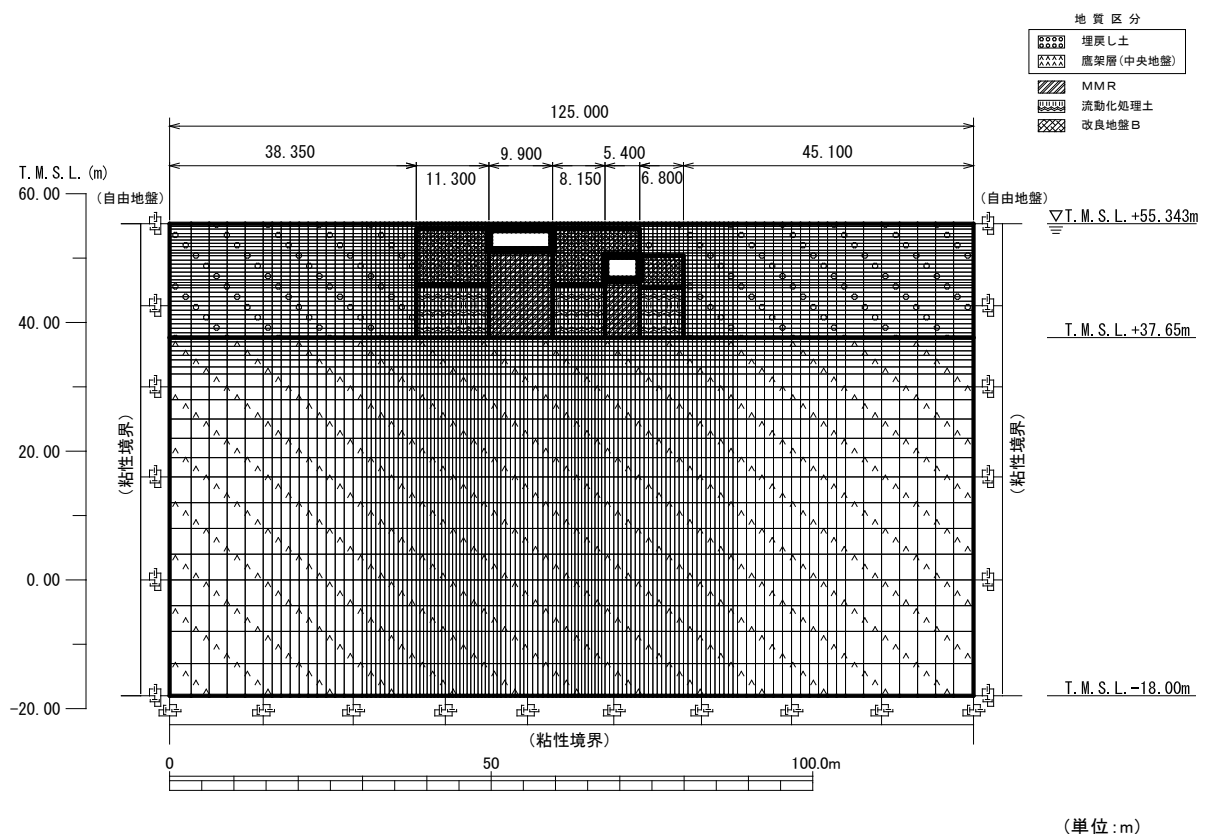 地質区分
埋戻し土
鷹架層(中央地盤)
MMR
流動化処理土
改良地盤B
125.000
38.350
11.300
9.900
8.150
5.400
6.800
45.100
T.M.S.L.(m)
60.00
40.00
20.00
0.00
-20.00
(自由地盤)
(自由地盤)
▽T.M.S.L.+55.343m
T.M.S.L.+37.65m
T.M.S.L.-18.00m
(粘性境界)
(粘性境界)
(粘性境界)
0
50
100.0m
(単位:m)